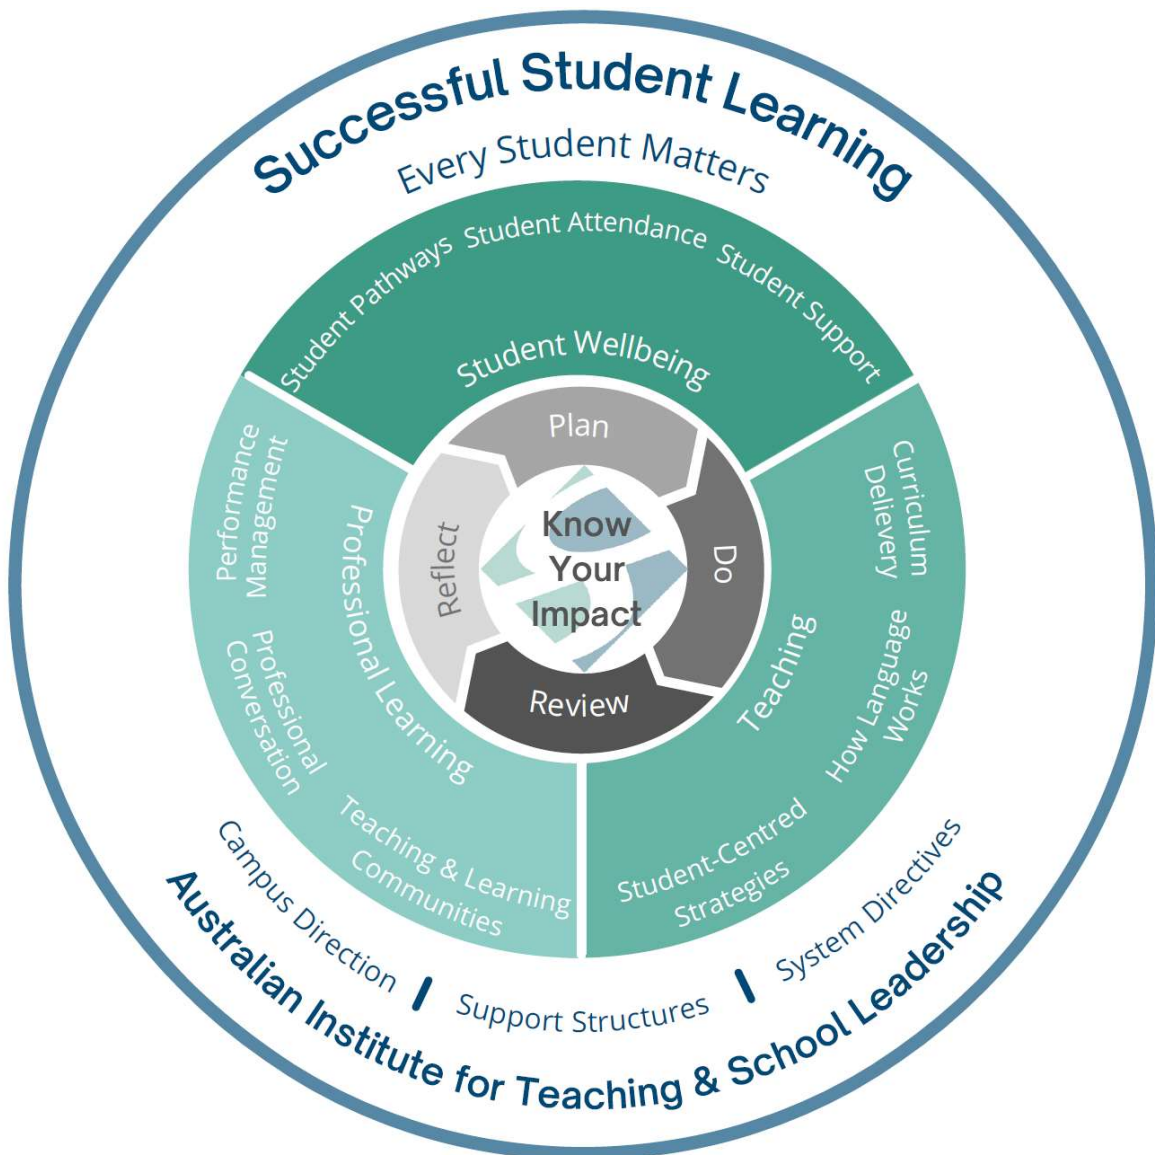 Successful Student Learning
Every Student Matters
Student Pathways
Student Attendance
Student Support
Student Wellbeing
Plan
Do
Review
Reflect
Know
Your
Impact
Curriculum
Delievery
How Language
Works
Student-Centred
Strategies
Teaching
Performance
Management
Professional
Conversation
Teaching & Learning
Communities
Professional Learning
Campus Direction
Support Structures
System Directives
Australian Institute for Teaching & School Leadership